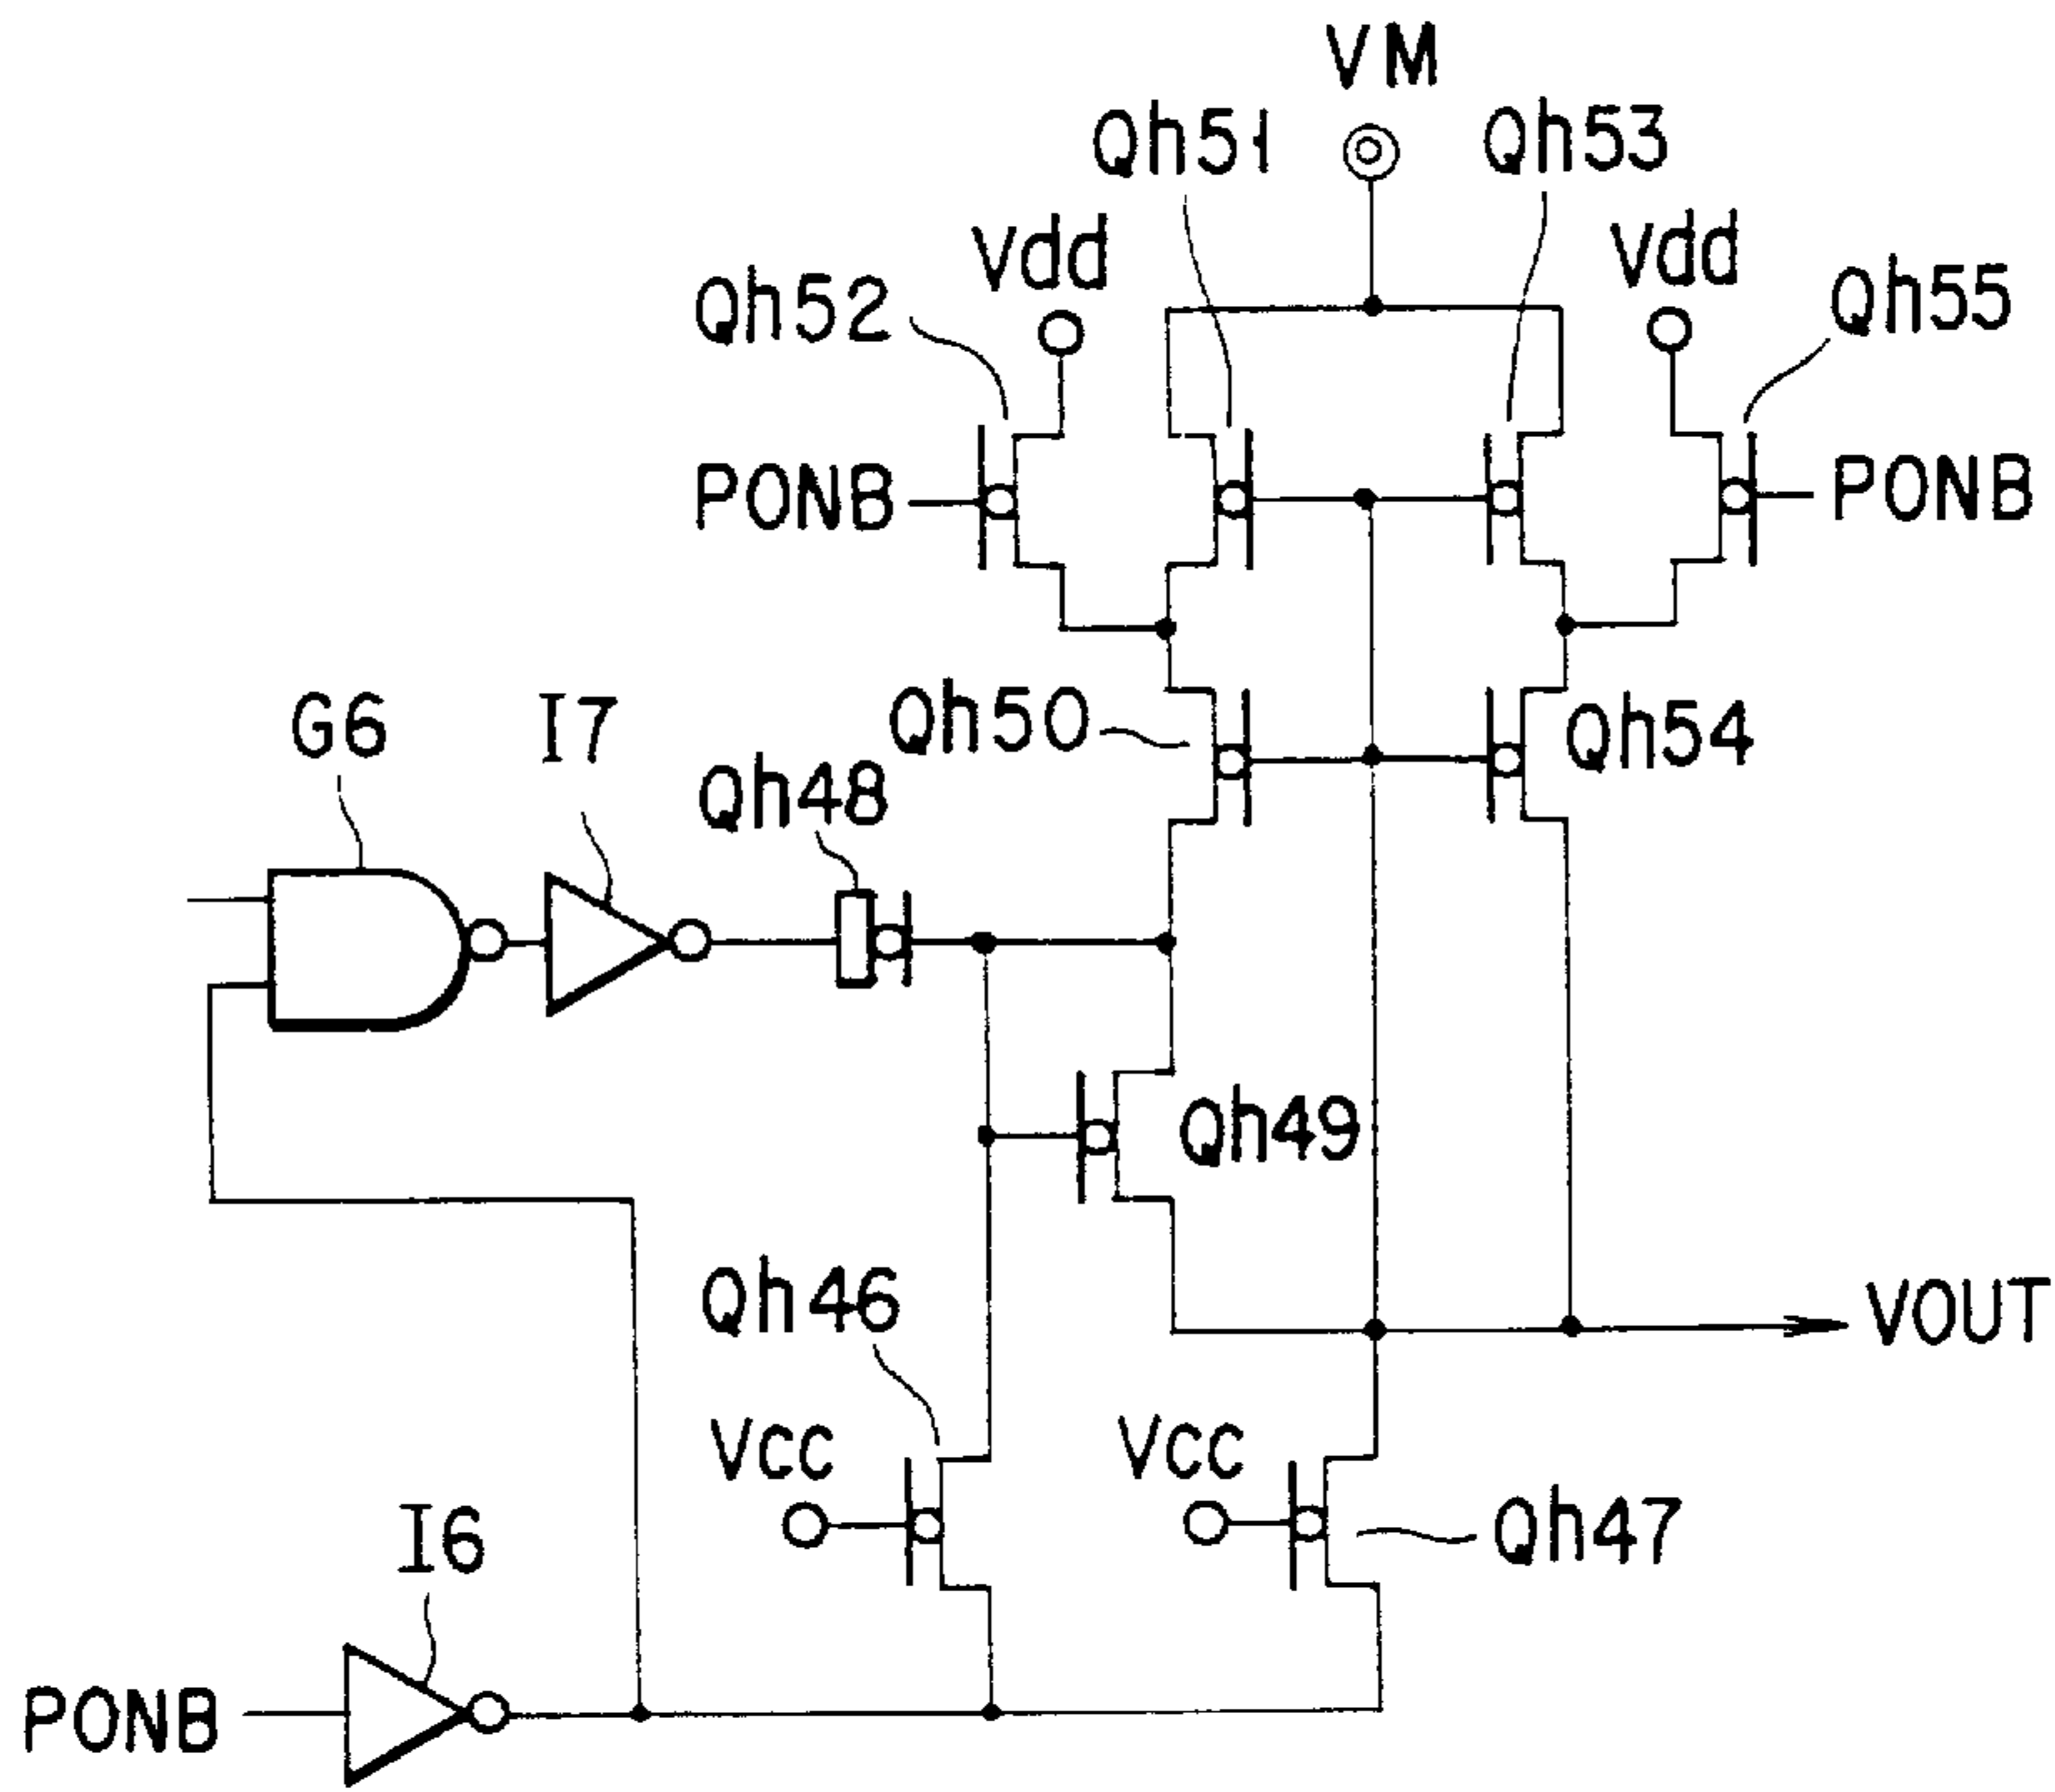 VM
Qh51
Qh53
Vdd
Vdd
Qh52
Qh55
PONB
PONB
G6
I7
Qh50
Qh54
Qh48
Qh49
Qh46
VOUT
VCC
VCC
I6
Qh47
PONB